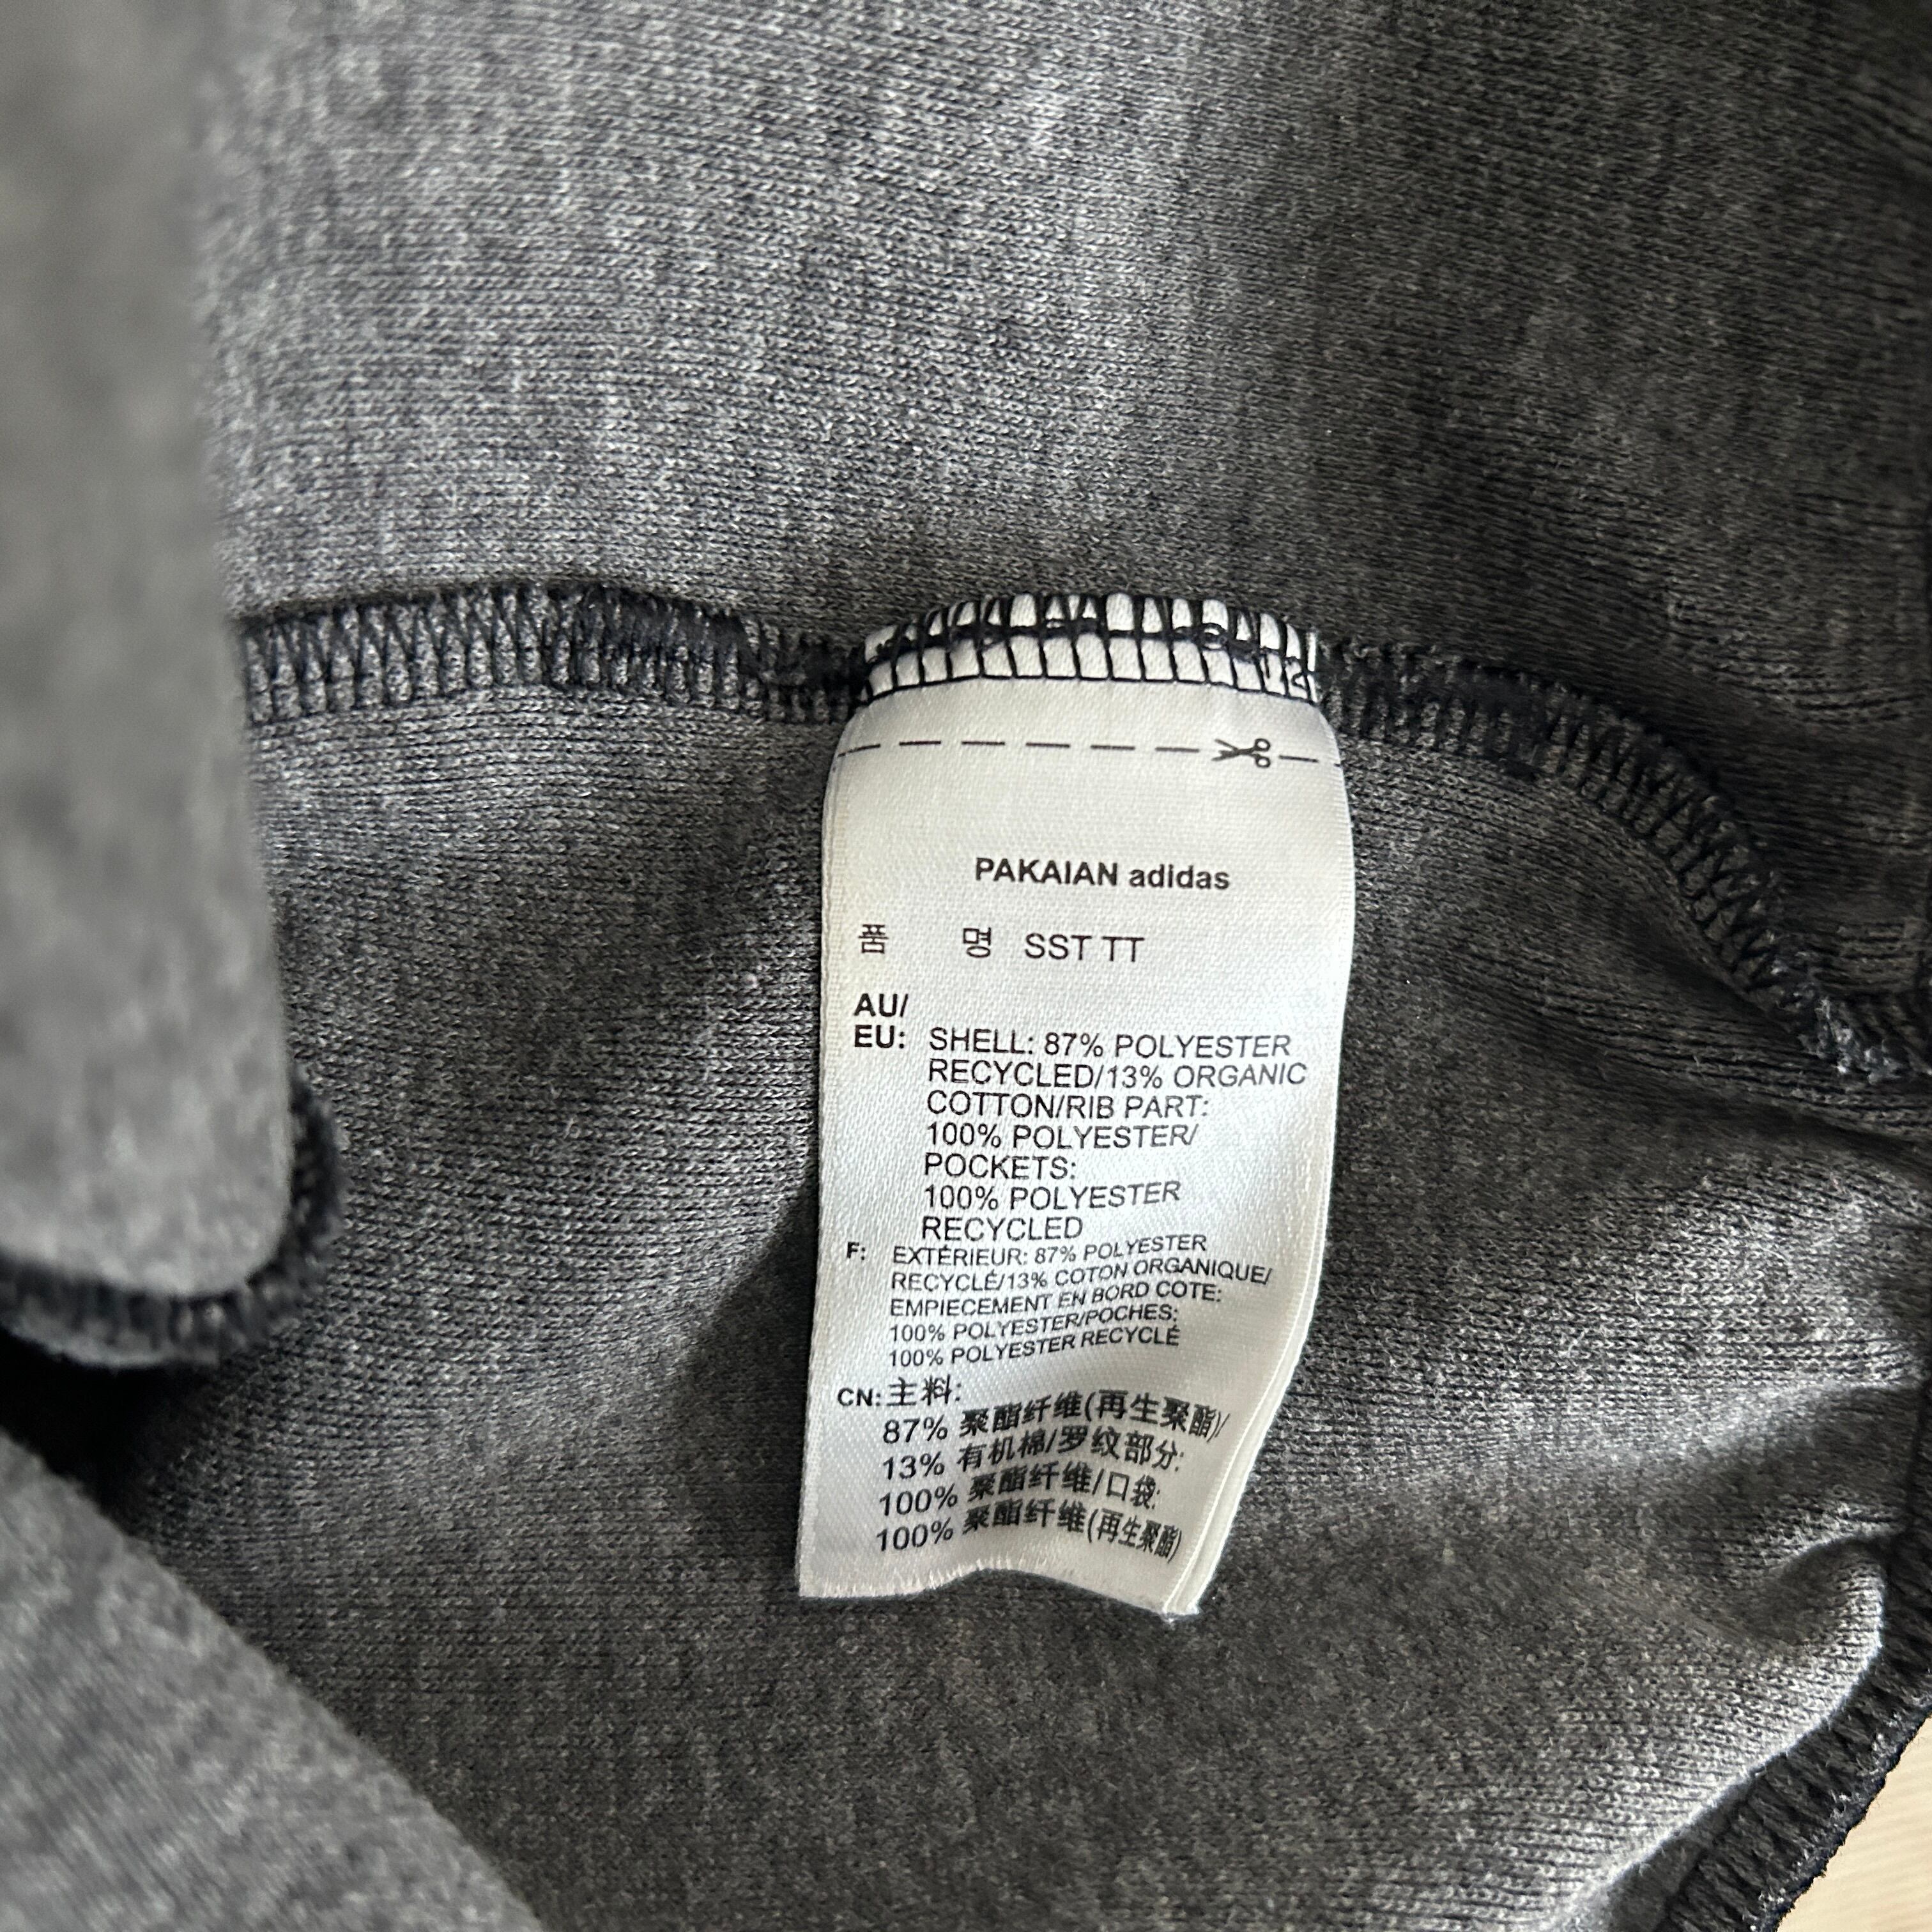 PAKAIAN adidas
품 명 SST TT
AU/
EU: SHELL: 87% POLYESTER
RECYCLED/13% ORGANIC
COTTON/RIB PART:
100% POLYESTER/
POCKETS:
100% POLYESTER
RECYCLED
F: EXTÉRIEUR: 87% POLYESTER
RECYCLÉ/13% COTON ORGANIQUE/
EMPIECEMENT EN BORD COTE:
100% POLYESTER/POCHES:
100% POLYESTER RECYCLÉ
CN: 主料:
87% 聚酯纤维(再生聚酯)/
13% 有机棉/罗纹部分:
100% 聚酯纤维/口袋:
100% 聚酯纤维(再生聚酯)